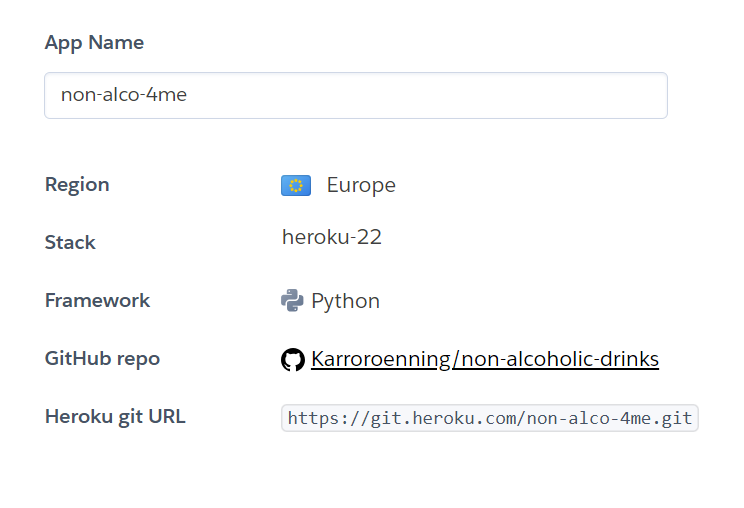 App Name
non-alco-4me
Region Europe
Stack heroku-22
Framework Python
GitHub repo Karroroenning/non-alcoholic-drinks
Heroku git URL https://git.heroku.com/non-alco-4me.git